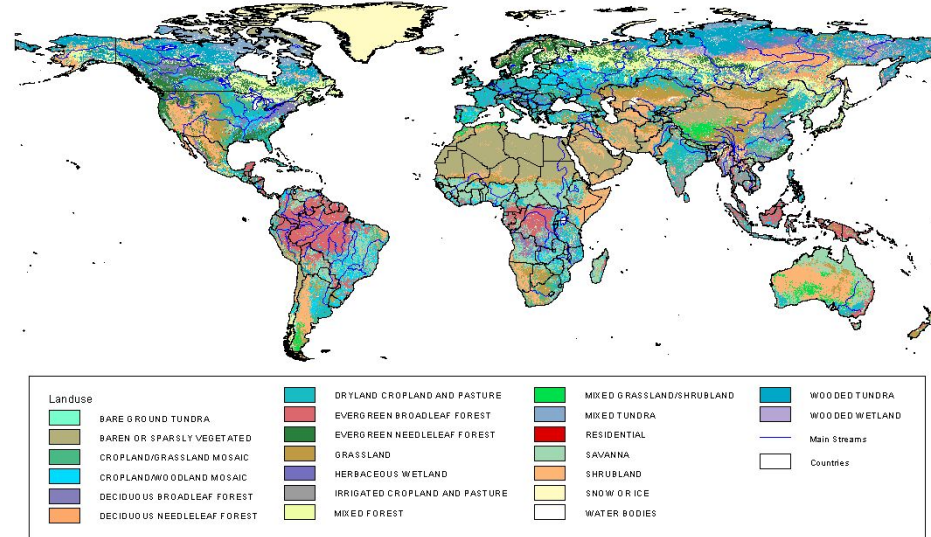 Landuse
BARE GROUND TUNDRA
BAREN OR SPARSLY VEGETATED
CROPLAND/GRASSLAND MOSAIC
CROPLAND/WOODLAND MOSAIC
DECIDUOUS BROADLEAF FOREST
DECIDUOUS NEEDLELEAF FOREST
DRYLAND CROPLAND AND PASTURE
EVERGREEN BROADLEAF FOREST
EVERGREEN NEEDLELEAF FOREST
GRASSLAND
HERBACEOUS WETLAND
IRRIGATED CROPLAND AND PASTURE
MIXED FOREST
MIXED GRASSLAND/SHRUBLAND
MIXED TUNDRA
RESIDENTIAL
SAVANNA
SHRUBLAND
SNOW OR ICE
WATER BODIES
WOODED TUNDRA
WOODED WETLAND
Main Streams
Countries